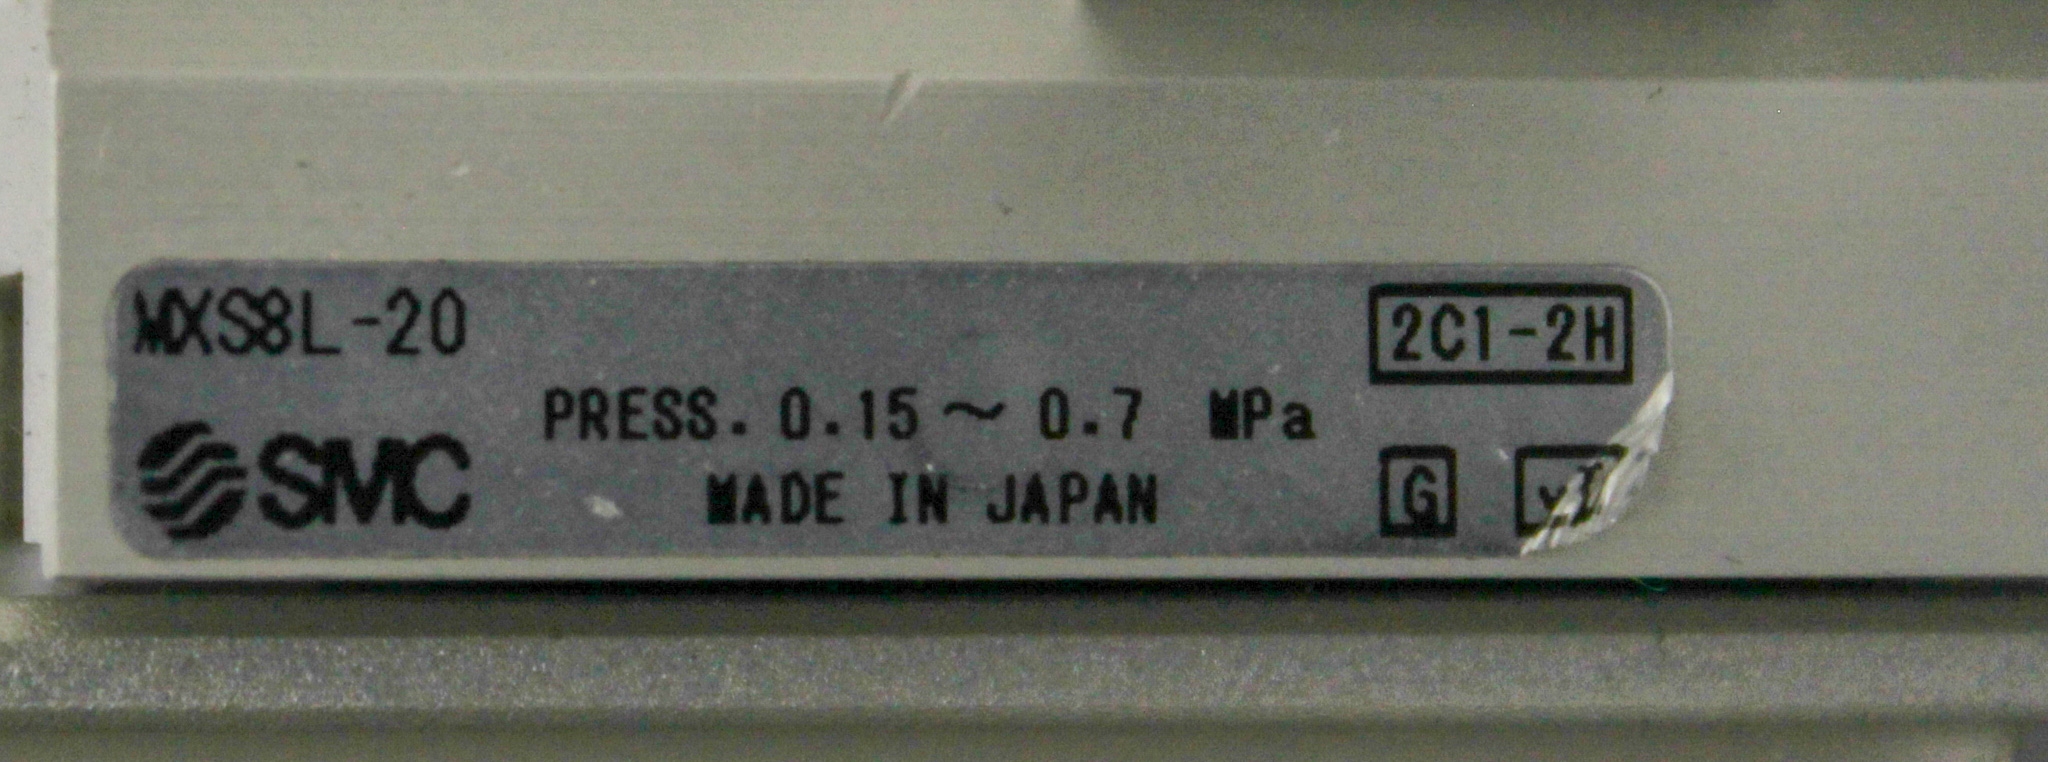 MXS8L-20
2C1-2H
PRESS. 0.15～0.7 MPa
SMC
MADE IN JAPAN
G